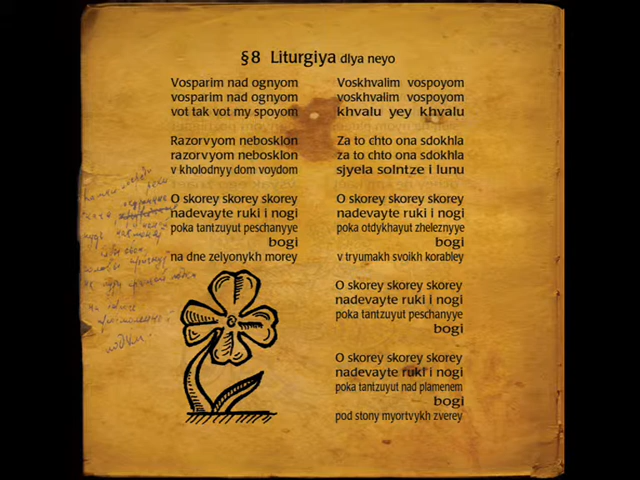 §8 Liturgiya dlya neyo
Vosparim nad ognyom
vosparim nad ognyom
vot tak vot my spoyom
Razorvyom nebosklon
razorvyom nebosklon
v kholodnyy dom voydom
O skorey skorey skorey
nadevayte ruki i nogi
poka tantzuyut peschanyye
bogi
na dne zelyonykh morey
Voskhvalim vospoyom
voskhvalim vospoyom
khvalu yey khvalu
Za to chto ona sdokhla
za to chto ona sdokhla
sjyela solntze i lunu
O skorey skorey skorey
nadevayte ruki i nogi
poka otdykhayut zheleznyye
bogi
v tryumakh svoikh korabley
O skorey skorey skorey
nadevayte ruki i nogi
poka tantzuyut peschanyye
bogi
O skorey skorey skorey
nadevayte ruki i nogi
poka tantzuyut nad plamenem
bogi
pod stony myortvykh zverey